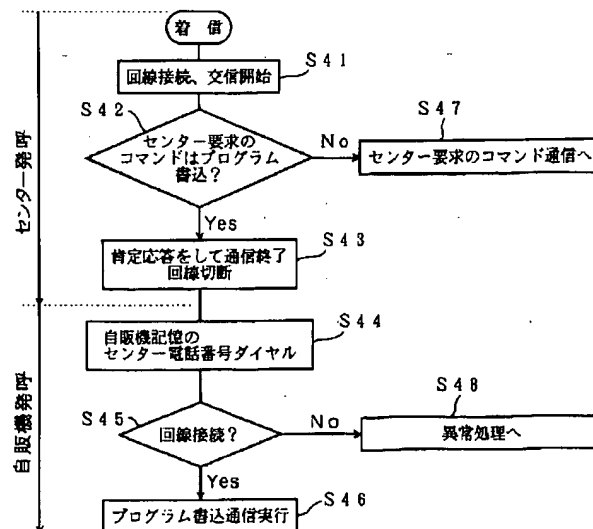 着信
S41
回線接続、交信開始
S42
センター要求の
コマンドはプログラム
書込？
No
S47
センター要求のコマンド通信へ
Yes
S43
肯定応答をして通信終了
回線切断
センター発呼
S44
自販機記憶の
センター電話番号ダイヤル
S45
回線接続？
No
S48
異常処理へ
Yes
S46
プログラム書込通信実行
自販機発呼